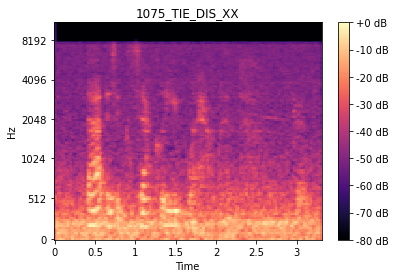 1075_TIE_DIS_XX
+0 dB
8192
-10 dB
4096
-20 dB
-30 dB
2048
Hz
-40 dB
1024
-50 dB
512
-60 dB
-70 dB
0
-80 dB
0 0.5 1 1.5 2 2.5 3
Time